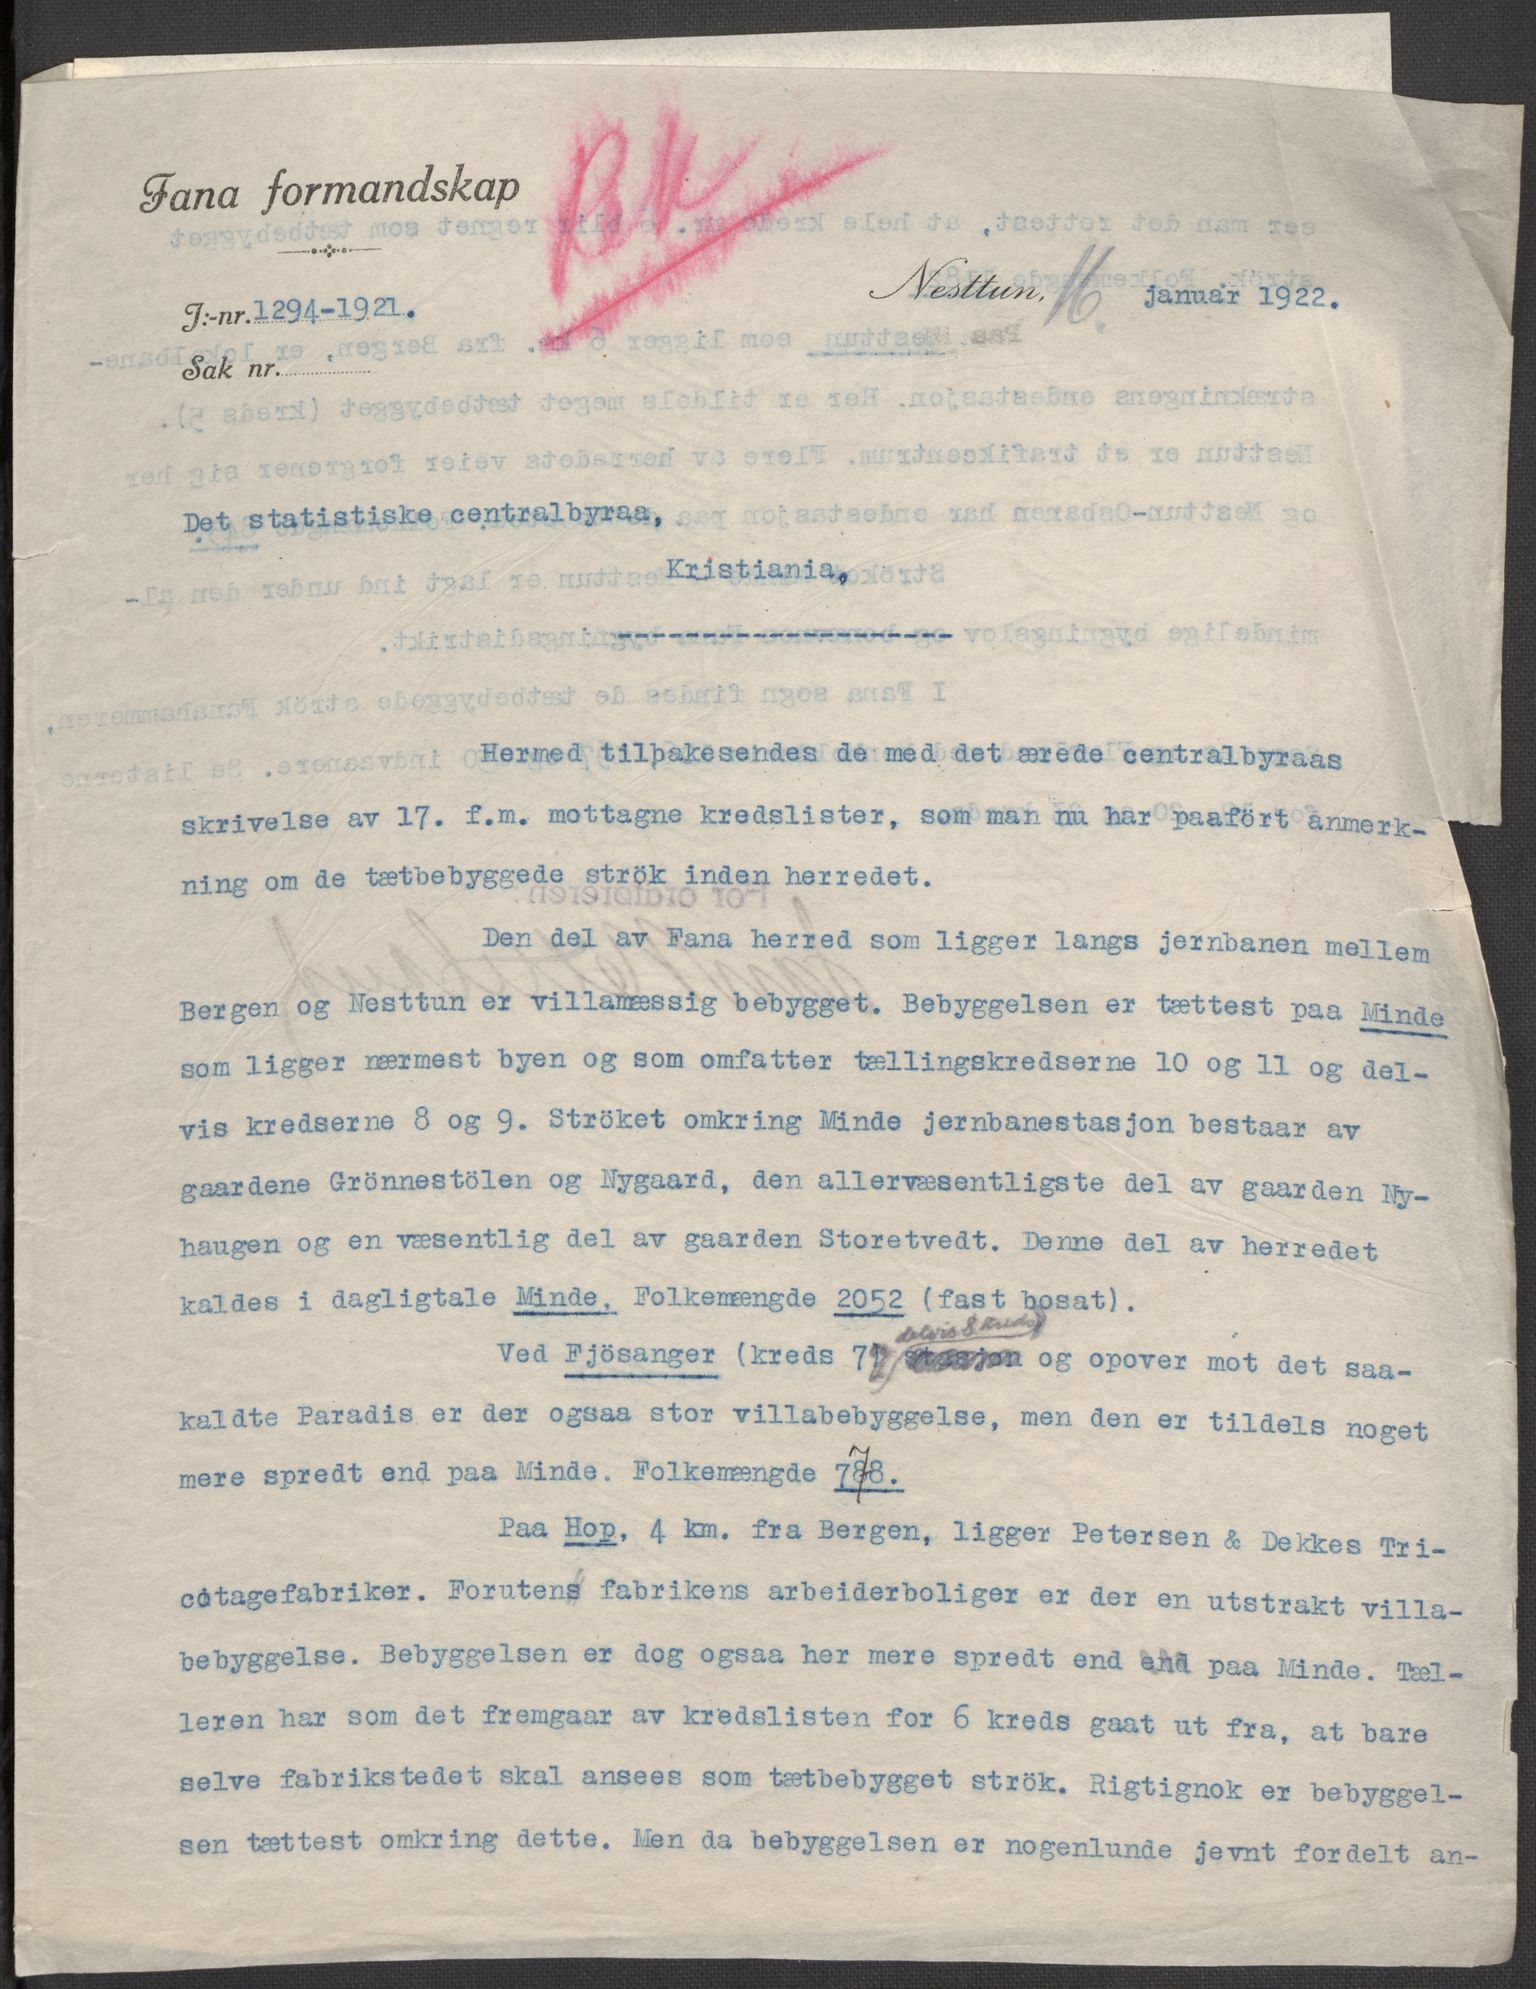 Fana formandskap
Bk
Nesttun, 16. januar 1922.
J:-nr. 1294-1921.
Sak nr.
Det statistiske centralbyraa,
Kristiania,
Hermed tilbakesendes de med det ærede centralbyraas
skrivelse av 17. f.m. mottagne kredslister, som man nu har paafört anmerk-
ning om de tætbebyggede strök inden herredet.
Den del av Fana herred som ligger langs jernbanen mellem
Bergen og Nesttun er villamæssig bebygget. Bebyggelsen er tættest paa Minde
som ligger nærmest byen og som omfatter tællingskredserne 10 og 11 og del-
vis kredserne 8 og 9. Ströket omkring Minde jernbanestasjon bestaar av
gaardene Grönnestölen og Nygaard, den allervæsentligste del av gaarden Ny-
haugen og en væsentlig del av gaarden Storetvedt. Denne del av herredet
kaldes i dagligtale Minde, Folkemængde 2052 (fast bosat).
delvis 8 kreds)
Ved Fjösanger (kreds 7, stasjon og opover mot det saa-
kaldte Paradis er der ogsaa stor villabebyggelse, men den er tildels noget
mere spredt end paa Minde. Folkemængde 778.
Paa Hop, 4 km. fra Bergen, ligger Petersen & Dekkes Tri-
cotagefabriker. Foruten fabrikens arbeiderboliger er der en utstrakt villa-
bebyggelse. Bebyggelsen er dog ogsaa her mere spredt end end paa Minde. Tæl-
leren har som det fremgaar av kredslisten for 6 kreds gaat ut fra, at bare
selve fabrikstedet skal ansees som tætbebygget strök. Rigtignok er bebyggel-
sen tættest omkring dette. Men da bebyggelsen er nogenlunde jevnt fordelt an-